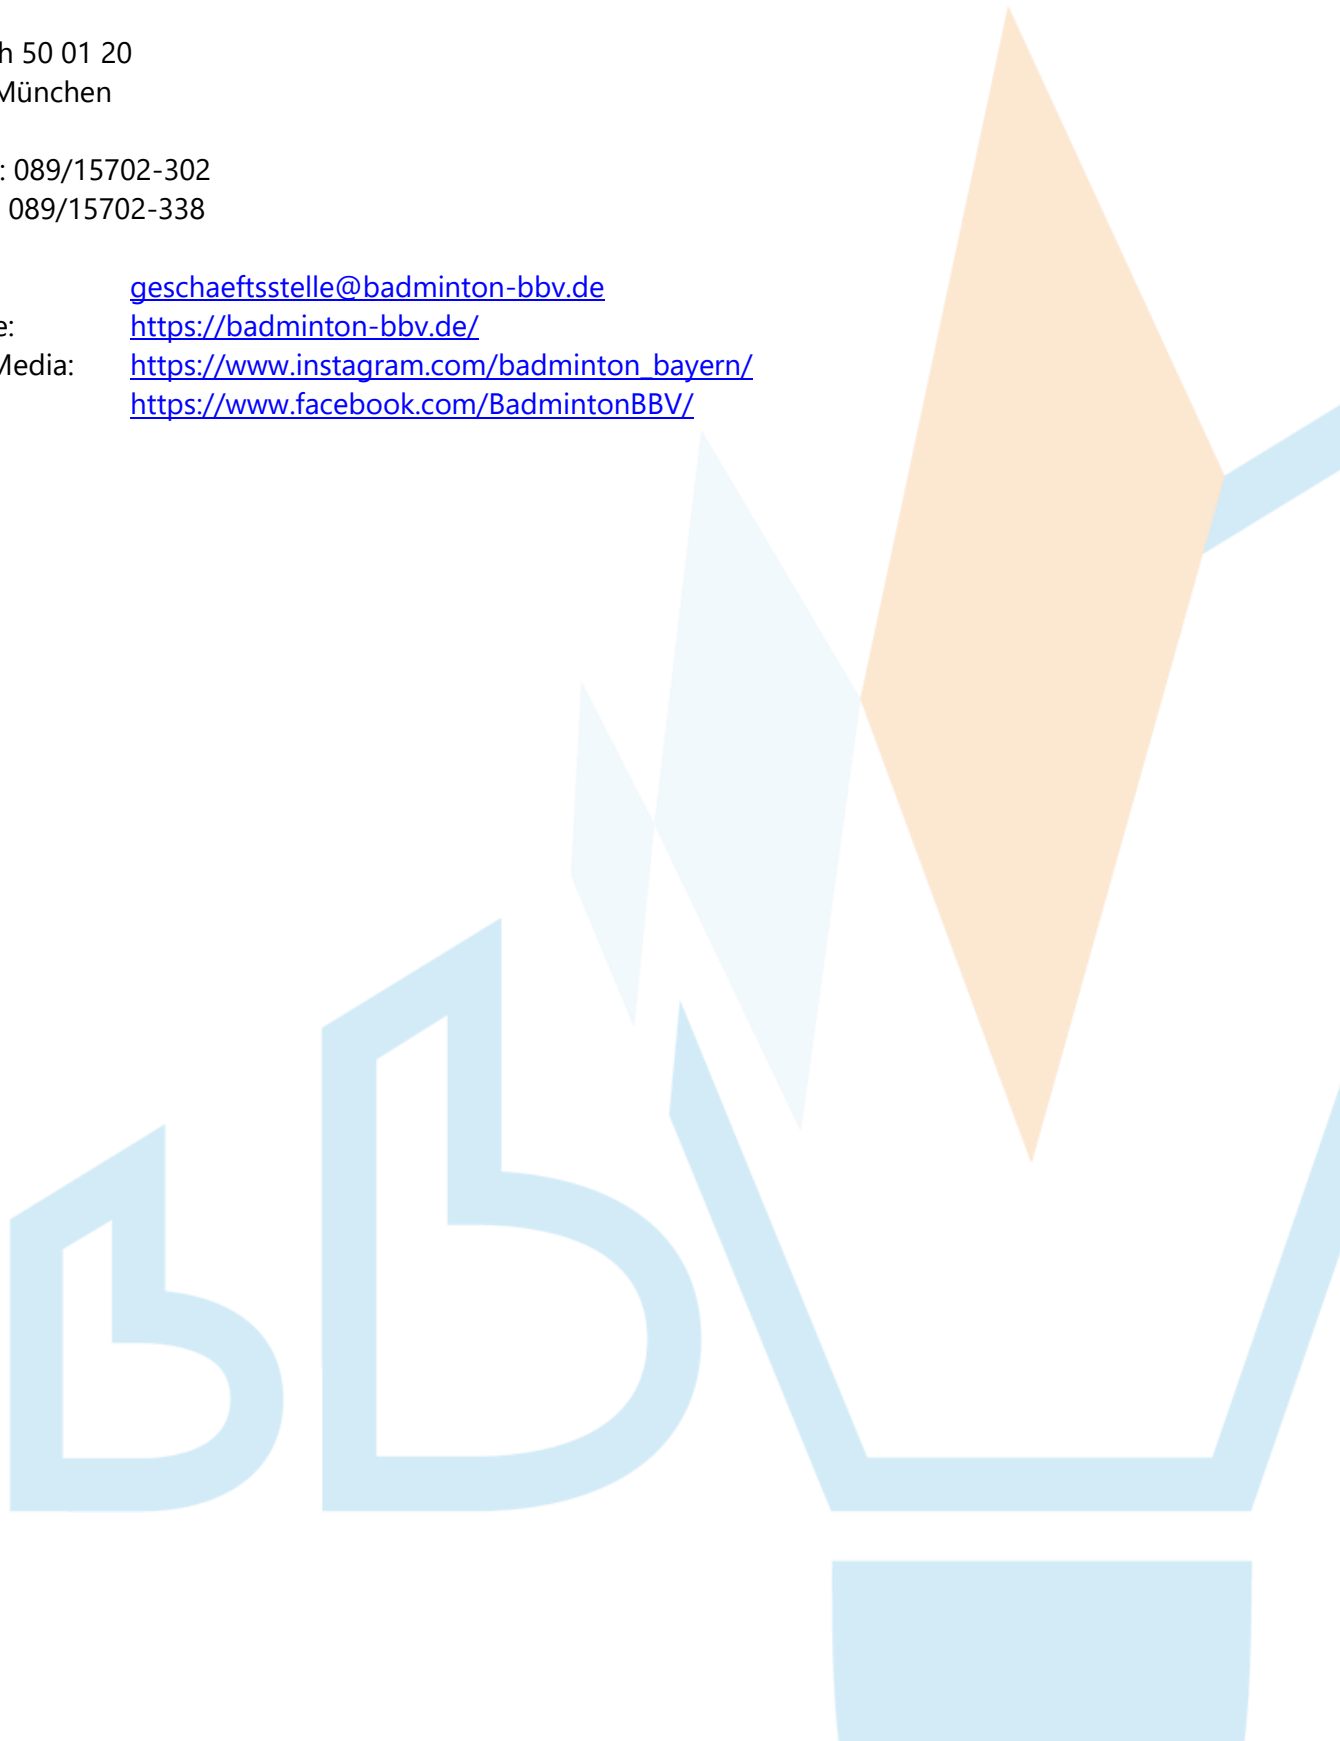 h 50 01 20
München
: 089/15702-302
089/15702-338
geschaeftsstelle@badminton-bbv.de
e: https://badminton-bbv.de/
Media: https://www.instagram.com/badminton_bayern/
https://www.facebook.com/BadmintonBBV/
BBV